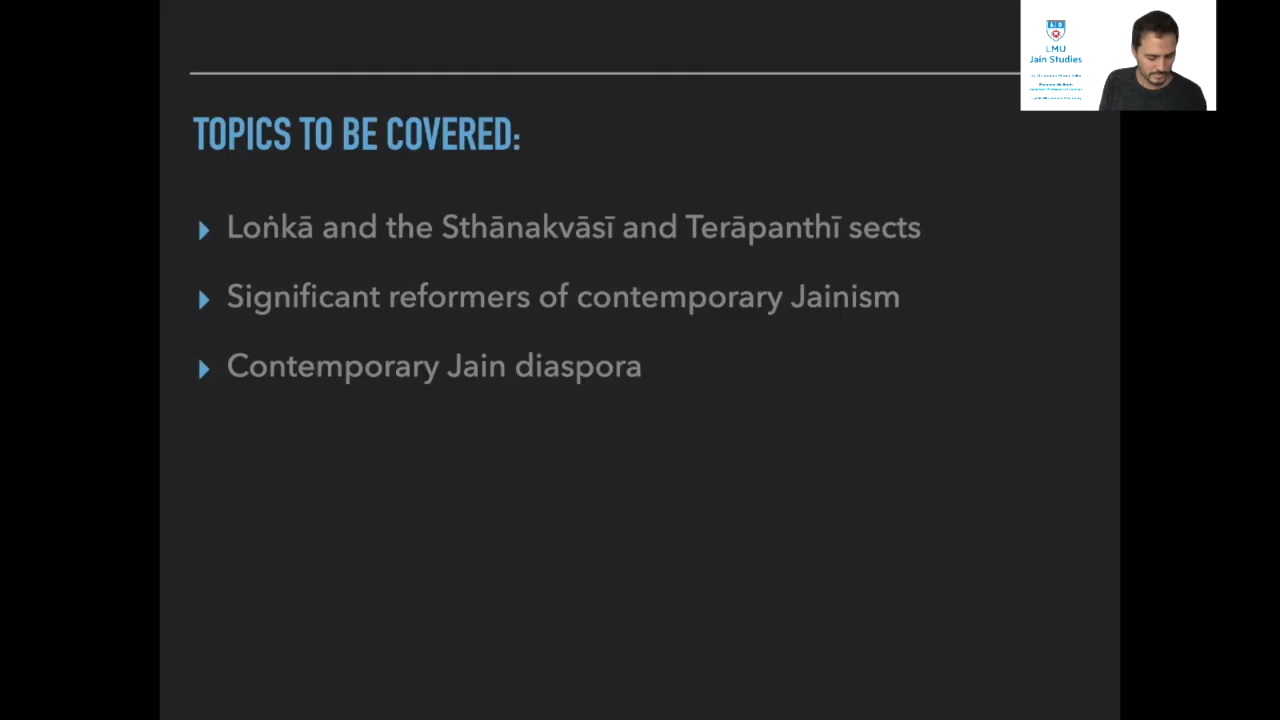 LMU
Jain Studies
TOPICS TO BE COVERED:
Loṅkā and the Sthānakvāsī and Terāpanthī sects
Significant reformers of contemporary Jainism
Contemporary Jain diaspora